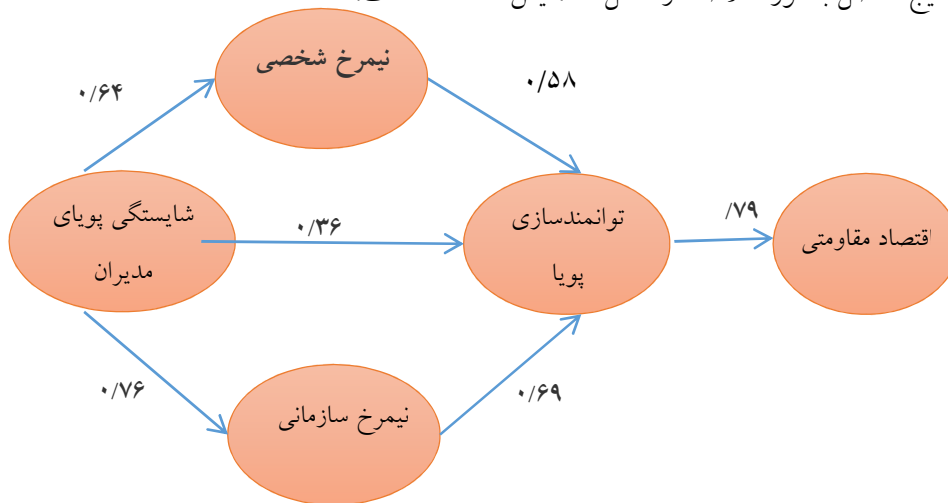 نیمرخ شخصی
۰/۶۴
۰/۵۸
شایستگی پویای
مدیران
۰/۳۶
توانمندسازی
پویا
/۷۹
اقتصاد مقاومتی
۰/۷۶
۰/۶۹
نیمرخ سازمانی